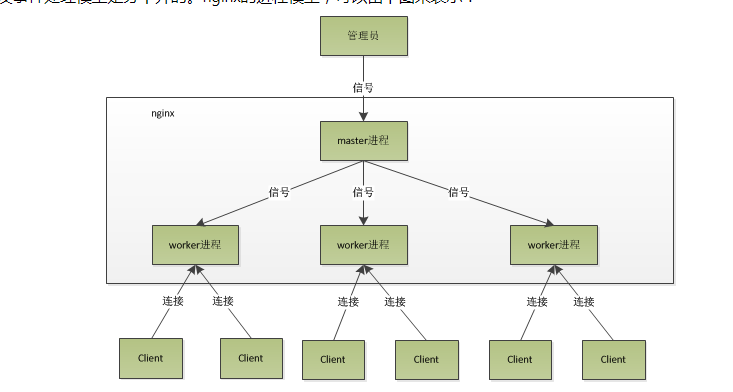 nginx的进程模型，可以由下图来表示：
管理员
信号
nginx
master进程
信号 信号 信号
worker进程 worker进程 worker进程
连接 连接 连接 连接 连接 连接
Client Client Client Client Client Client